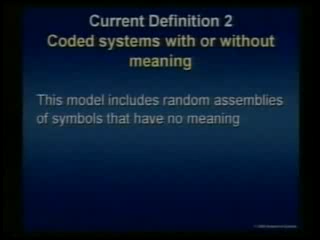 Current Definition 2
Coded systems with or without
meaning
This model includes random assemblies
of symbols that have no meaning